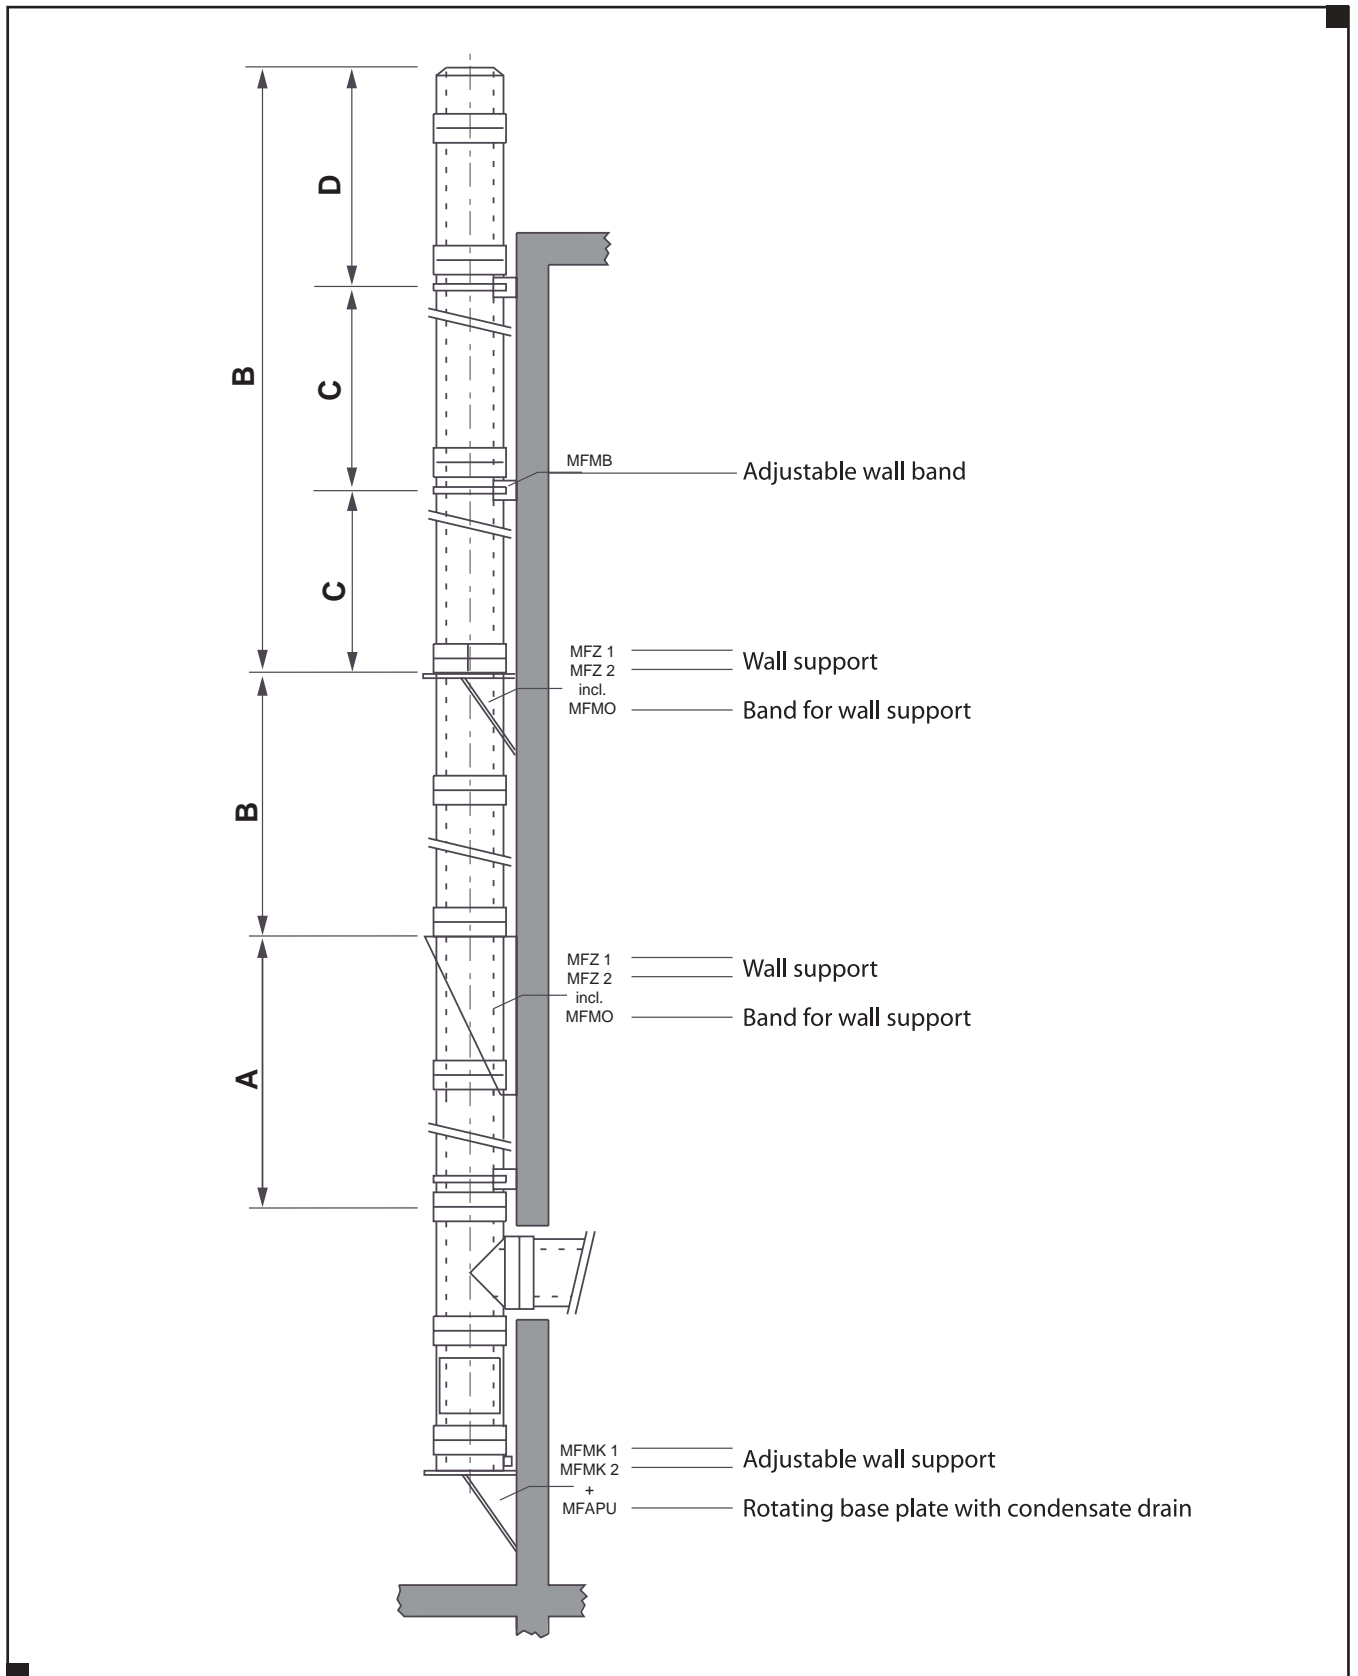 D
B
C
MFMB
Adjustable wall band
C
MFZ 1
MFZ 2
Wall support
incl.
MFMO
Band for wall support
B
MFZ 1
MFZ 2
Wall support
incl.
MFMO
Band for wall support
A
MFMK 1
MFMK 2
Adjustable wall support
+
MFAPU
Rotating base plate with condensate drain